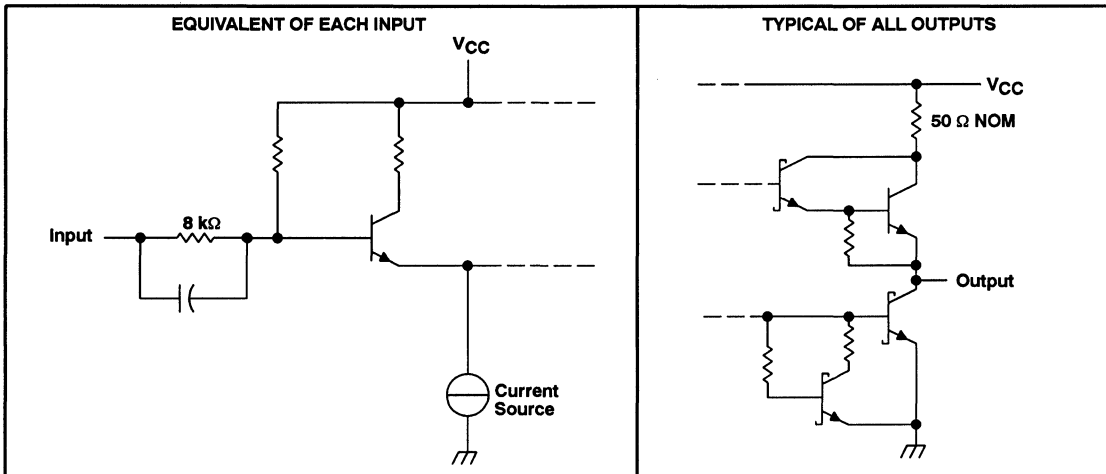 EQUIVALENT OF EACH INPUT
VCC
8 kΩ
Input
Current
Source
TYPICAL OF ALL OUTPUTS
VCC
50 Ω NOM
Output